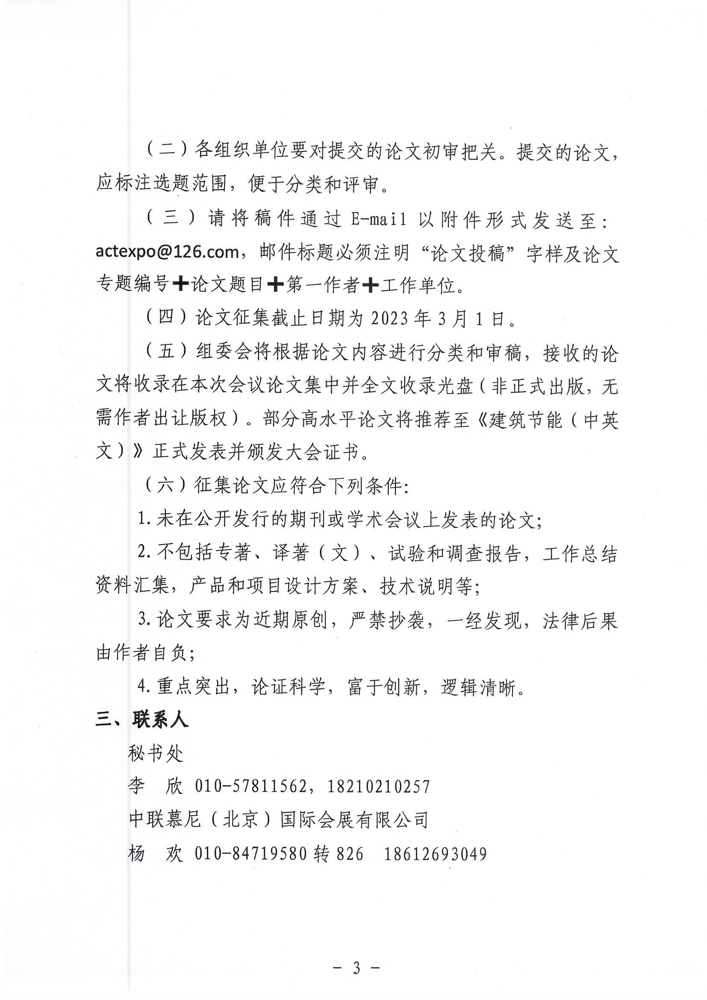 （二）各组织单位要对提交的论文初审把关。提交的论文，
应标注选题范围，便于分类和评审。
（三）请将稿件通过 E-mail 以附件形式发送至：
actexpo@126.com，邮件标题必须注明“论文投稿”字样及论文
专题编号+论文题目+第一作者+工作单位。
（四）论文征集截止日期为 2023 年 3 月 1 日。
（五）组委会将根据论文内容进行分类和审稿，接收的论
文将收录在本次会议论文集中并全文收录光盘（非正式出版，无
需作者出让版权）。部分高水平论文将推荐至《建筑节能（中英
文）》正式发表并颁发大会证书。
（六）征集论文应符合下列条件：
1.未在公开发行的期刊或学术会议上发表的论文；
2.不包括专著、译著（文）、试验和调查报告，工作总结
资料汇集，产品和项目设计方案、技术说明等；
3.论文要求为近期原创，严禁抄袭，一经发现，法律后果
由作者自负；
4.重点突出，论证科学，富于创新，逻辑清晰。
三、联系人
秘书处
李　欣 010-57811562，18210210257
中联慕尼（北京）国际会展有限公司
杨　欢 010-84719580 转 826　18612693049
- 3 -